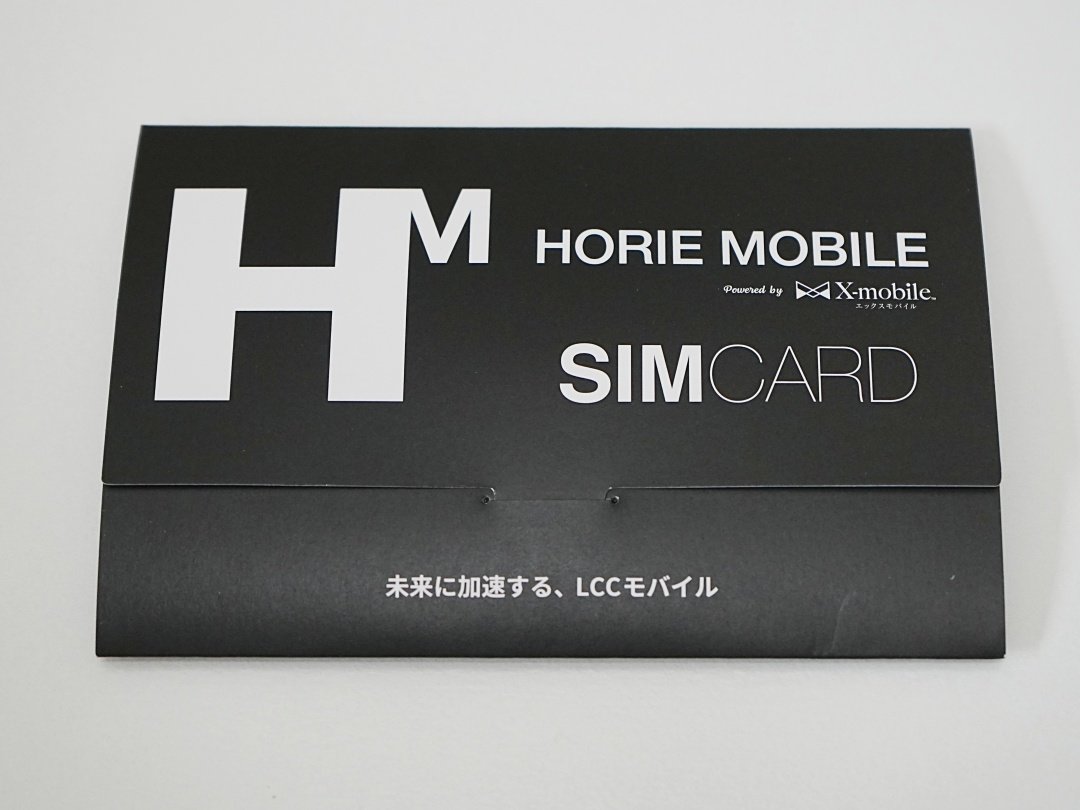 HM
HORIE MOBILE
Powered by X-mobile™
エックスモバイル
SIMCARD
未来に加速する、LCCモバイル